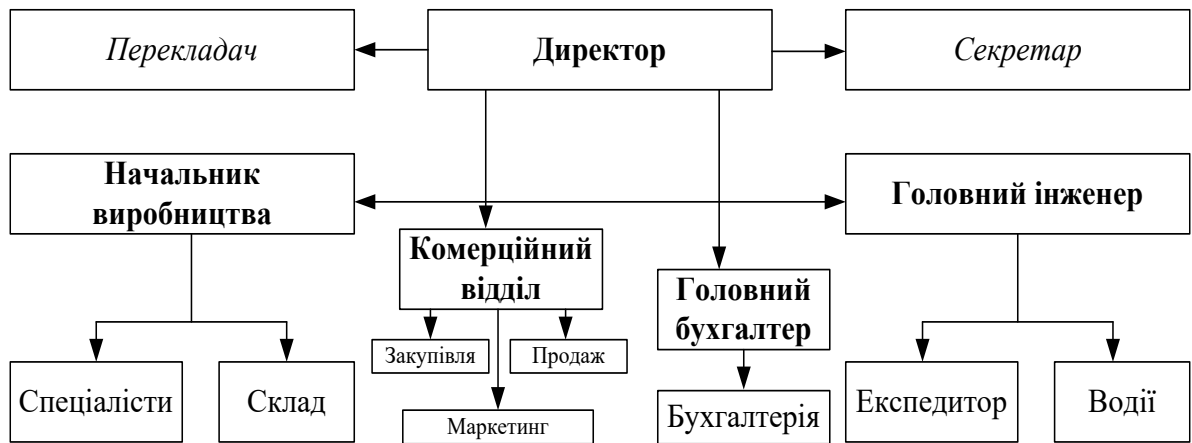 Перекладач
Директор
Секретар
Начальник
виробництва
Головний інженер
Комерційний
відділ
Головний
бухгалтер
Закупівля
Продаж
Спеціалісти
Склад
Маркетинг
Бухгалтерія
Експедитор
Водії